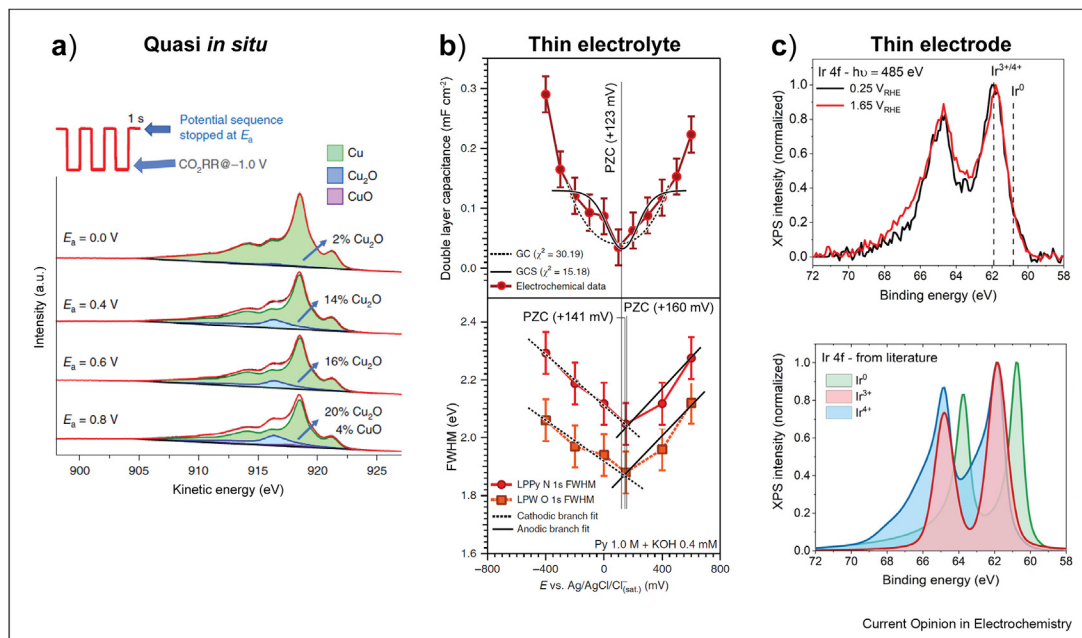 a)
Quasi in situ
1 s
Potential sequence
stopped at Ea
CO2RR@–1.0 V
Cu
Cu2O
CuO
Ea = 0.0 V
2% Cu2O
Ea = 0.4 V
14% Cu2O
Ea = 0.6 V
16% Cu2O
Ea = 0.8 V
20% Cu2O
4% CuO
Intensity (a.u.)
900
905
910
915
920
925
Kinetic energy (eV)
b)
Thin electrolyte
0.3
0.2
0.1
0.0
Double layer capacitance (mF cm–2)
PZC (+123 mV)
GC (χ2 = 30.19)
GCS (χ2 = 15.18)
Electrochemical data
PZC (+141 mV)
PZC (+160 mV)
2.4
2.2
2.0
1.8
1.6
FWHM (eV)
LPPy N 1s FWHM
LPW O 1s FWHM
Cathodic branch fit
Anodic branch fit
Py 1.0 M + KOH 0.4 mM
–800
–400
0
400
800
E vs. Ag/AgCl/Cl–(sat.) (mV)
c)
Thin electrode
Ir 4f - hυ = 485 eV
0.25 VRHE
1.65 VRHE
Ir3+/4+
Ir0
1.0
0.8
0.6
0.4
0.2
0.0
XPS intensity (normalized)
72
70
67
64
62
60
58
Binding energy (eV)
Ir 4f - from literature
Ir0
Ir3+
Ir4+
1.0
0.8
0.6
0.4
0.2
0.0
XPS intensity (normalized)
72
70
67
64
62
60
58
Binding energy (eV)
Current Opinion in Electrochemistry